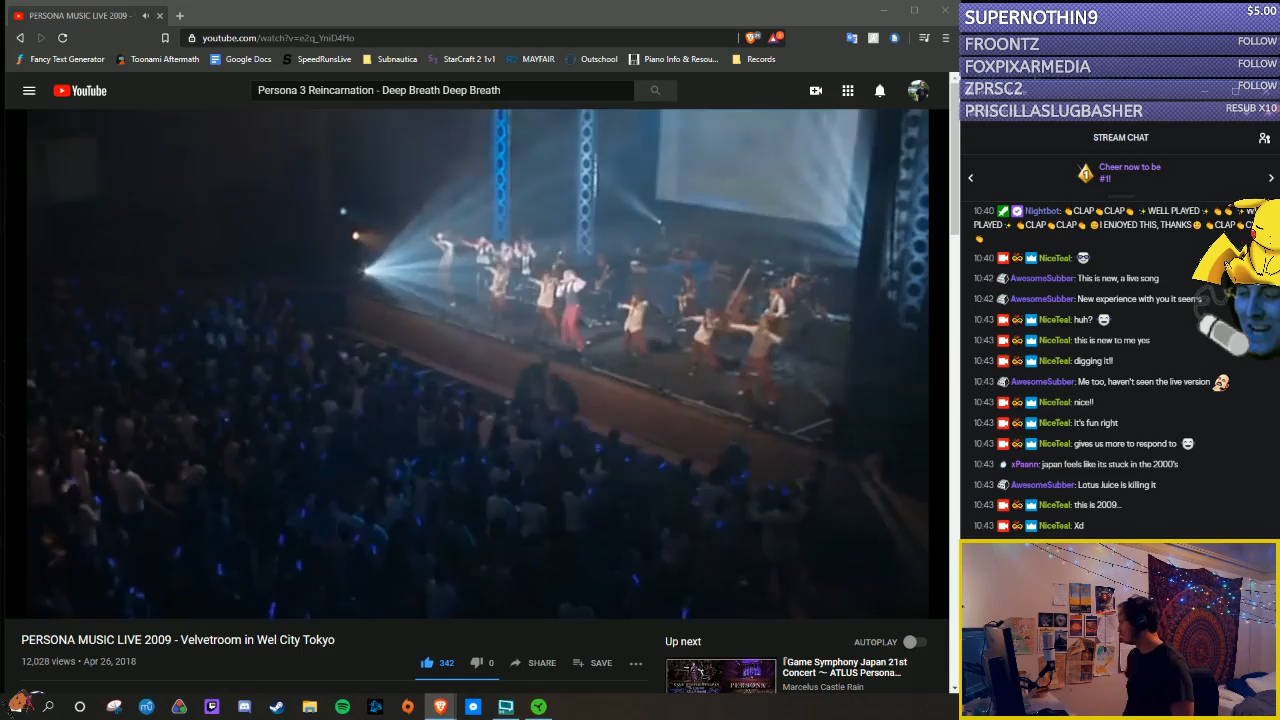 PERSONA MUSIC LIVE 2009 -
youtube.com/watch?v=e2q_YniD4Ho
Fancy Text Generator
Toonami Aftermath
Google Docs
SpeedRunsLive
Subnautica
StarCraft 2 1v1
MAYFAIR
Outschool
Piano Info & Resou...
Records
YouTube
Persona 3 Reincarnation - Deep Breath Deep Breath
PERSONA MUSIC LIVE 2009 - Velvetroom in Wel City Tokyo
12,028 views • Apr 26, 2018
342
0
SHARE
SAVE
Up next
AUTOPLAY
『Game Symphony Japan 21st
Concert 〜 ATLUS Persona...
Marcelus Castle Rain
SUPERNOTHIN9 $5.00
FROONTZ FOLLOW
FOXPIXARMEDIA FOLLOW
ZPRSC2 FOLLOW
PRISCILLASLUGBASHER RESUB X10
STREAM CHAT
Cheer now to be
#1!
10:40 Nightbot: 👏CLAP👏CLAP👏 ✨WELL PLAYED✨ 👏 👏 ✨W
PLAYED✨ 👏CLAP👏CLAP👏 😊I ENJOYED THIS, THANKS😊 👏CLAP👏C
👏
10:40 NiceTeal:
10:42 AwesomeSubber: This is new, a live song
10:42 AwesomeSubber: New experience with you it seems
10:43 NiceTeal: huh?
10:43 NiceTeal: this is new to me yes
10:43 NiceTeal: digging it!!
10:43 AwesomeSubber: Me too, haven't seen the live version
10:43 NiceTeal: nice!!
10:43 NiceTeal: it's fun right
10:43 NiceTeal: gives us more to respond to
10:43 xPaann: japan feels like its stuck in the 2000's
10:43 AwesomeSubber: Lotus Juice is killing it
10:43 NiceTeal: this is 2009...
10:43 NiceTeal: Xd